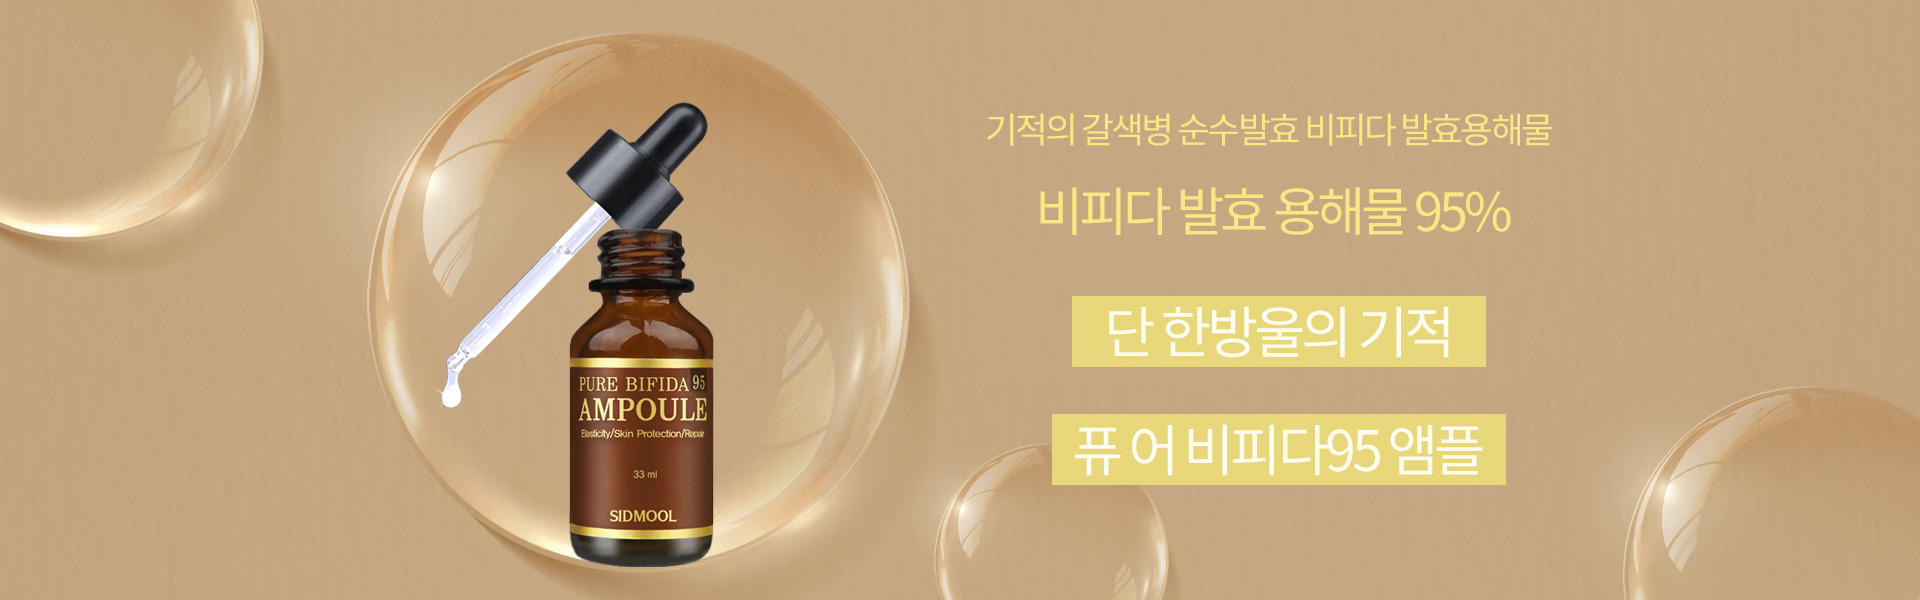 기적의 갈색병 순수발효 비피다 발효용해물
비피다 발효 용해물 95%
단 한방울의 기적
퓨 어 비피다95 앰플
PURE BIFIDA 95
AMPOULE
Elasticity/Skin Protection/Repair
33 ml
SIDMOOL